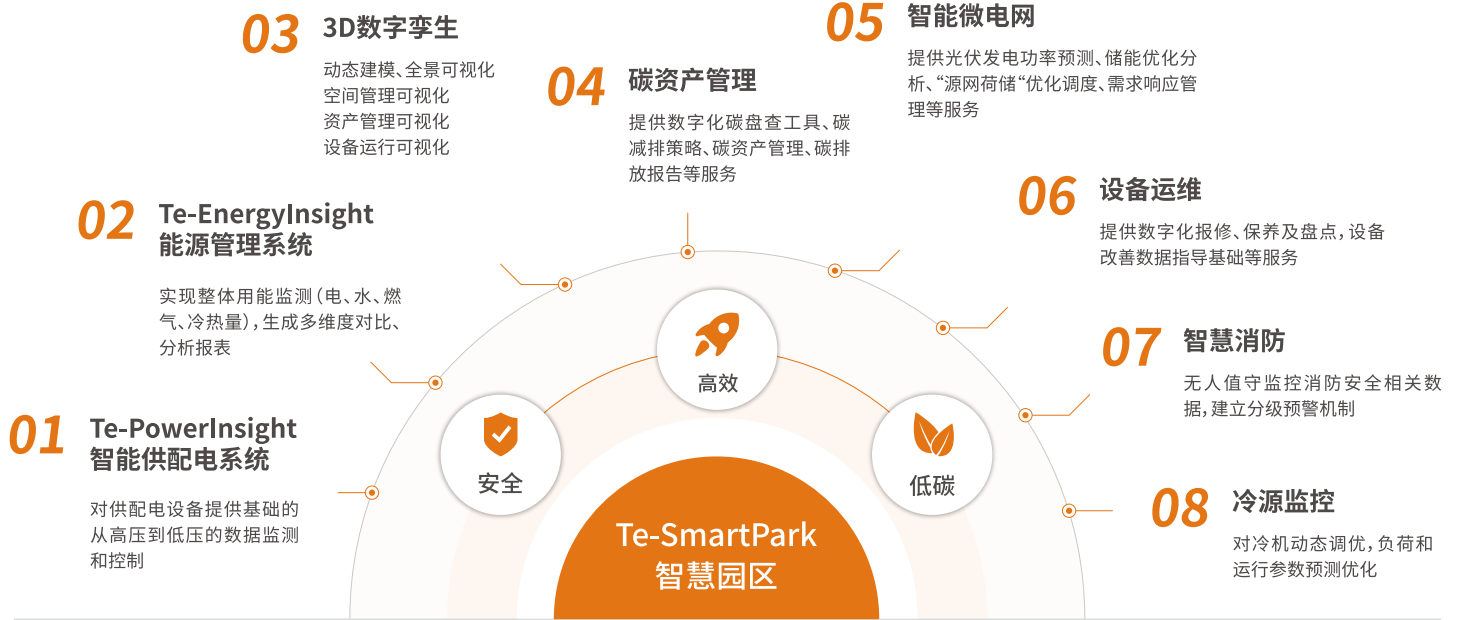 01
Te-PowerInsight
智能供配电系统
对供配电设备提供基础的
从高压到低压的数据监测
和控制
02
Te-EnergyInsight
能源管理系统
实现整体用能监测（电、水、燃
气、冷热量），生成多维度对比、
分析报表
03
3D数字孪生
动态建模、全景可视化
空间管理可视化
资产管理可视化
设备运行可视化
04
碳资产管理
提供数字化碳盘查工具、碳
减排策略、碳资产管理、碳排
放报告等服务
05
智能微电网
提供光伏发电功率预测、储能优化分
析、“源网荷储“优化调度、需求响应管
理等服务
06
设备运维
提供数字化报修、保养及盘点，设备
改善数据指导基础等服务
07
智慧消防
无人值守监控消防安全相关数
据，建立分级预警机制
08
冷源监控
对冷机动态调优，负荷和
运行参数预测优化
安全
高效
低碳
Te-SmartPark
智慧园区